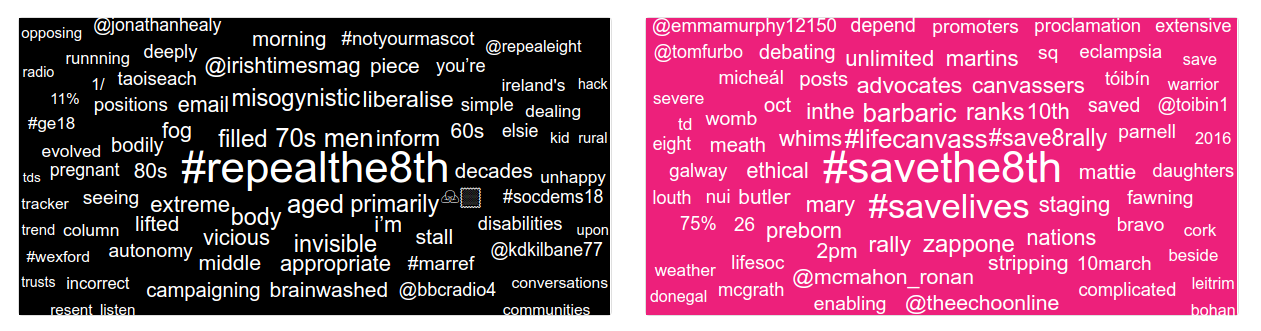 opposing @jonathanhealy
morning #notyourmascot
runnning deeply @repealeight
radio taoiseach @irishtimesmag piece you're
1/ ireland's hack
11% positions email misogynistic liberalise simple dealing
#ge18 fog filled 70s men inform 60s elsie kid rural
evolved bodily
tds pregnant 80s #repealthe8th decades unhappy
tracker seeing extreme body aged primarily #socdems18
trend column lifted vicious invisible i'm stall disabilities upon
#wexford autonomy middle appropriate #marref @kdkilbane77
trusts incorrect campaigning brainwashed @bbcradio4 conversations
resent listen communities
@emmamurphy12150 depend promoters proclamation extensive
@tomfurbo debating unlimited martins sq eclampsia save
micheál posts advocates canvassers tóibín warrior
severe womb oct inthe barbaric ranks 10th saved @toibin1
td
eight meath whims #lifecanvass #save8rally parnell 2016
galway ethical #savethe8th mattie daughters
louth nui butler mary #savelives staging fawning
75% 26 preborn nations bravo cork
2pm rally zappone beside
weather lifesoc @mcmahon_ronan stripping 10march
donegal mcgrath complicated leitrim
enabling @theechoonline bohan